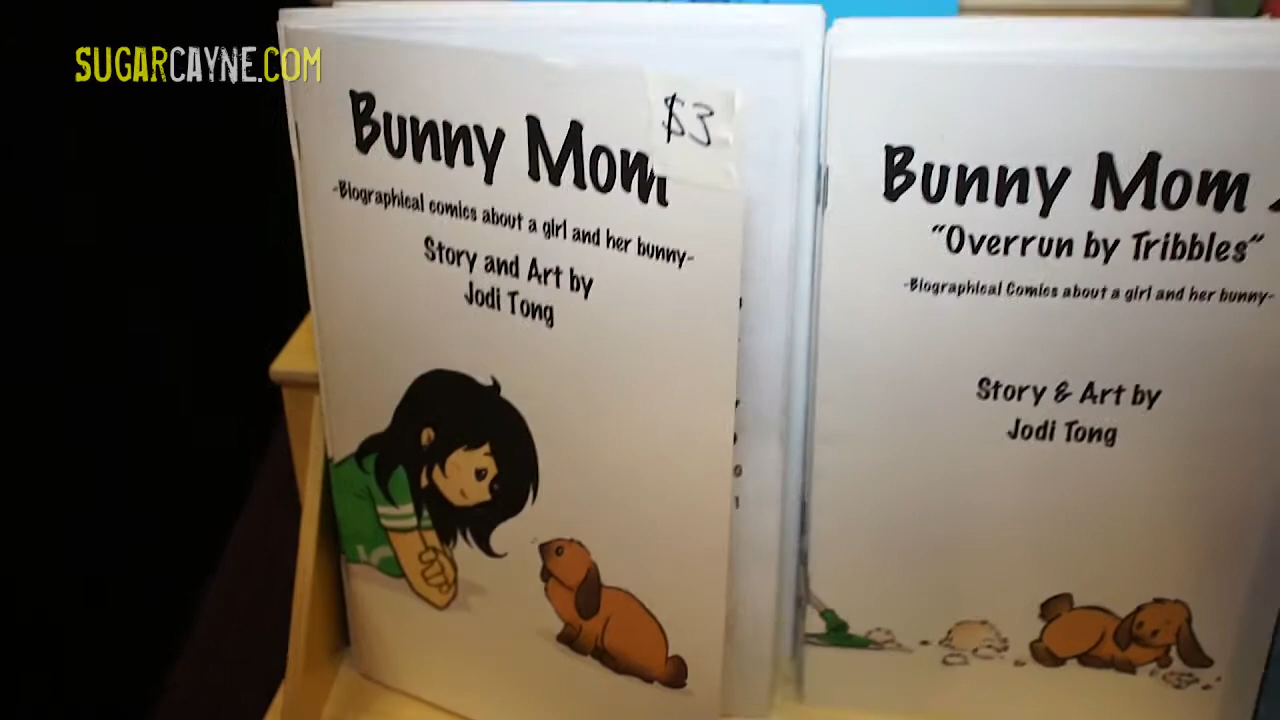 SUGARCAYNE.COM
$3
Bunny Mom
-Biographical comics about a girl and her bunny-
Story and Art by
Jodi Tong
Bunny Mom
"Overrun by Tribbles"
-Biographical Comics about a girl and her bunny-
Story & Art by
Jodi Tong